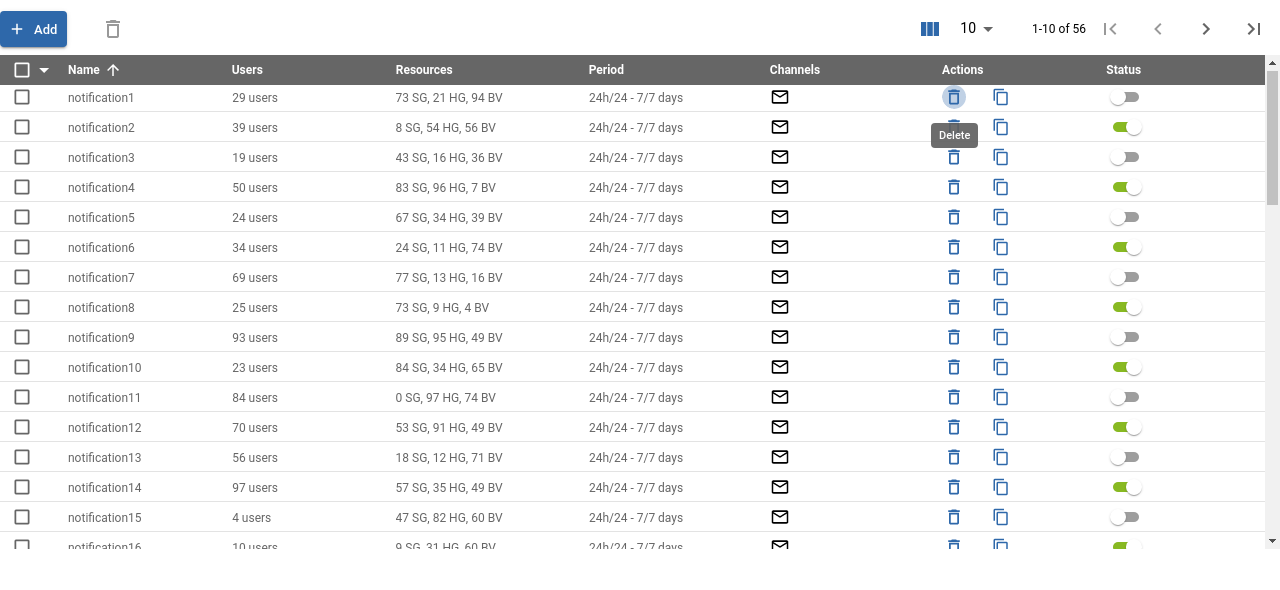 Add
10
1-10 of 56
Name Users Resources Period Channels Actions Status
notification1 29 users 73 SG, 21 HG, 94 BV 24h/24 - 7/7 days
notification2 39 users 8 SG, 54 HG, 56 BV 24h/24 - 7/7 days
Delete
notification3 19 users 43 SG, 16 HG, 36 BV 24h/24 - 7/7 days
notification4 50 users 83 SG, 96 HG, 7 BV 24h/24 - 7/7 days
notification5 24 users 67 SG, 34 HG, 39 BV 24h/24 - 7/7 days
notification6 34 users 24 SG, 11 HG, 74 BV 24h/24 - 7/7 days
notification7 69 users 77 SG, 13 HG, 16 BV 24h/24 - 7/7 days
notification8 25 users 73 SG, 9 HG, 4 BV 24h/24 - 7/7 days
notification9 93 users 89 SG, 95 HG, 49 BV 24h/24 - 7/7 days
notification10 23 users 84 SG, 34 HG, 65 BV 24h/24 - 7/7 days
notification11 84 users 0 SG, 97 HG, 74 BV 24h/24 - 7/7 days
notification12 70 users 53 SG, 91 HG, 49 BV 24h/24 - 7/7 days
notification13 56 users 18 SG, 12 HG, 71 BV 24h/24 - 7/7 days
notification14 97 users 57 SG, 35 HG, 49 BV 24h/24 - 7/7 days
notification15 4 users 47 SG, 82 HG, 60 BV 24h/24 - 7/7 days
notification16 10 users 9 SG, 31 HG, 60 BV 24h/24 - 7/7 days